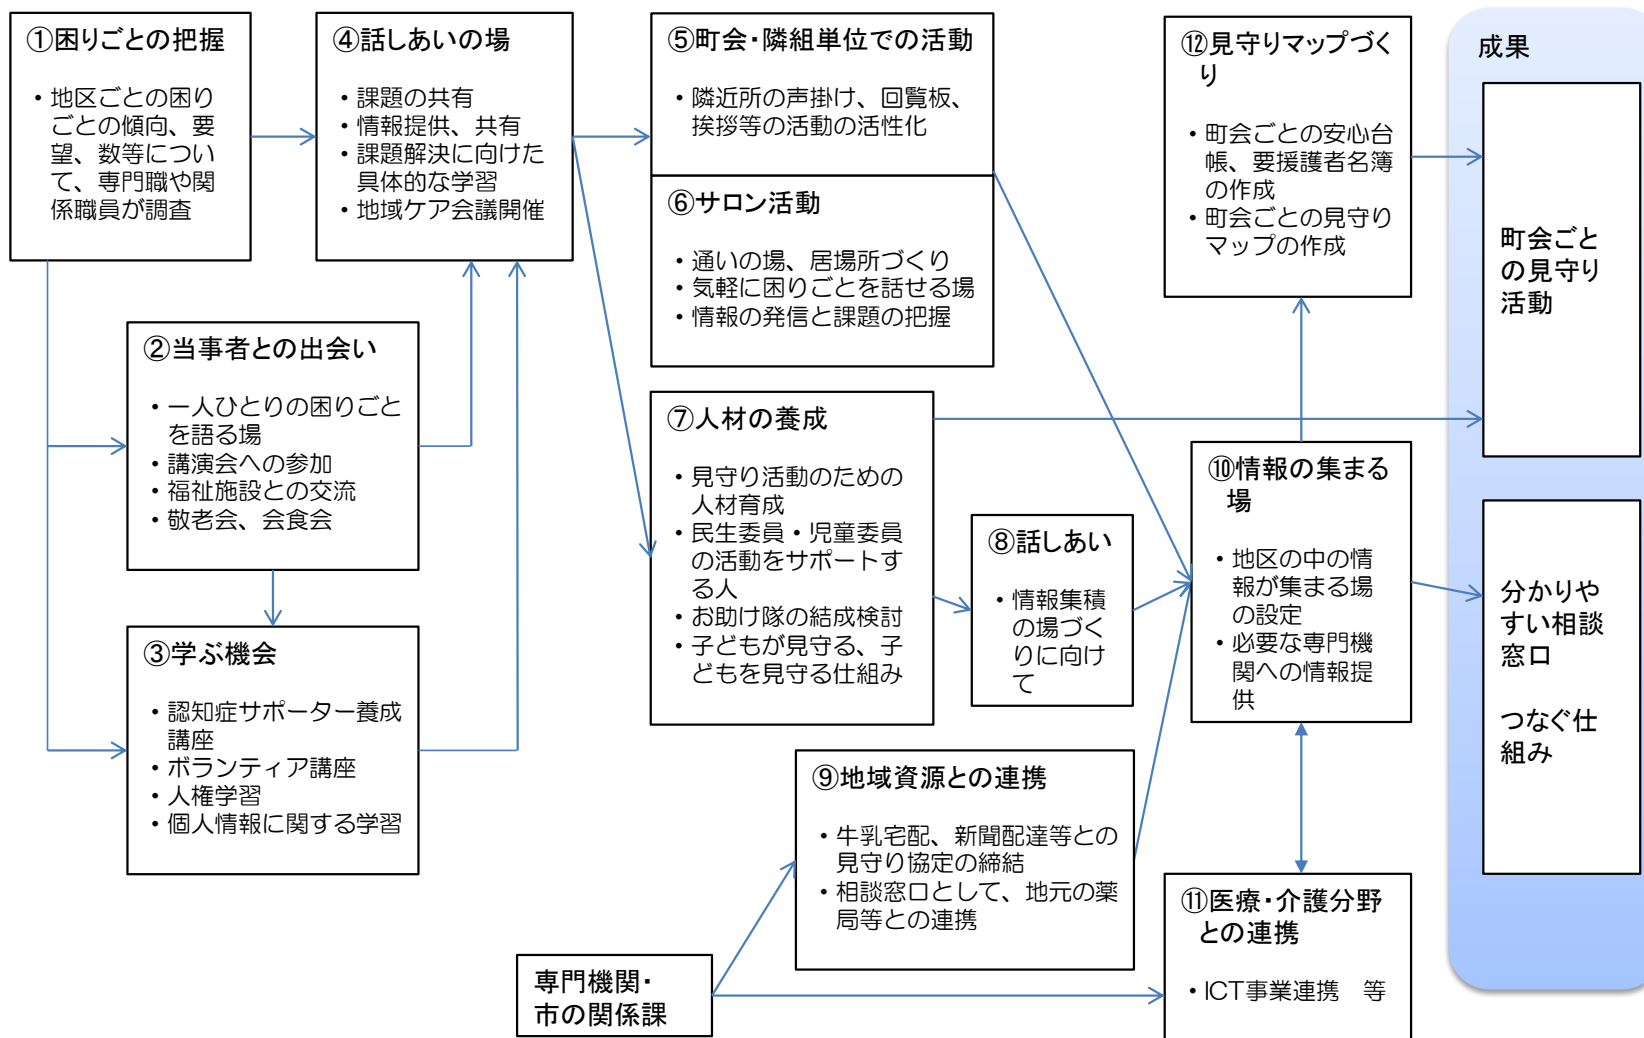 ①困りごとの把握
・地区ごとの困り
ごとの傾向、要
望、数等につい
て、専門職や関
係職員が調査
②当事者との出会い
・一人ひとりの困りごと
を語る場
・講演会への参加
・福祉施設との交流
・敬老会、会食会
③学ぶ機会
・認知症サポーター養成
講座
・ボランティア講座
・人権学習
・個人情報に関する学習
④話しあいの場
・課題の共有
・情報提供、共有
・課題解決に向けた
具体的な学習
・地域ケア会議開催
⑤町会・隣組単位での活動
・隣近所の声掛け、回覧板、
挨拶等の活動の活性化
⑥サロン活動
・通いの場、居場所づくり
・気軽に困りごとを話せる場
・情報の発信と課題の把握
⑦人材の養成
・見守り活動のための
人材育成
・民生委員・児童委員
の活動をサポートす
る人
・お助け隊の結成検討
・子どもが見守る、子
どもを見守る仕組み
⑧話しあい
・情報集積
の場づく
りに向け
て
⑨地域資源との連携
・牛乳宅配、新聞配達等との
見守り協定の締結
・相談窓口として、地元の薬
局等との連携
専門機関・
市の関係課
⑩情報の集まる
場
・地区の中の情
報が集まる場
の設定
・必要な専門機
関への情報提
供
⑪医療・介護分野
との連携
・ICT事業連携　等
⑫見守りマップづく
り
・町会ごとの安心台
帳、要援護者名簿
の作成
・町会ごとの見守り
マップの作成
成果
町会ごと
の見守り
活動
分かりや
すい相談
窓口
つなぐ仕
組み